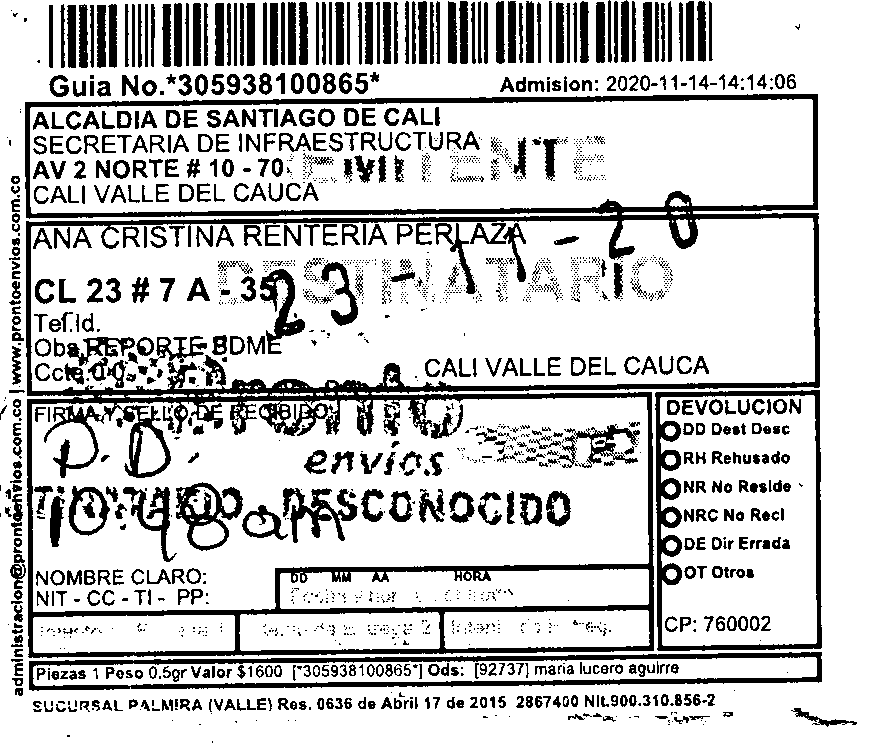 Guia No.*305938100865*
Admision: 2020-11-14-14:14:06
ALCALDIA DE SANTIAGO DE CALI
SECRETARIA DE INFRAESTRUCTURA
AV 2 NORTE # 10 - 70
REMITENTE
CALI VALLE DEL CAUCA
ANA CRISTINA RENTERIA PERLAZA
23-11-20
DESTINATARIO
CL 23 # 7 A - 35
Tel.Id.
Obs REPORTE BDME
CALI VALLE DEL CAUCA
Pronto
FIRMA Y SELLO DE RECIBIDO
envíos
DESCONOCIDO
10:48 am
NOMBRE CLARO:
NIT - CC - TI - PP:
DD MM AA HORA
DEVOLUCION
DD Dest Desc
RH Rehusado
NR No Reside
NRC No Recl
DE Dir Errada
OT Otros
CP: 760002
Piezas 1 Peso 0.5gr Valor $1600 [*305938100865*] Ods: [92737] maria lucero aguirre
SUCURSAL PALMIRA (VALLE) Res. 0636 de Abril 17 de 2015 2867400 Nit.900.310.856-2
administracion@prontoenvios.com.co | www.prontoenvios.com.co